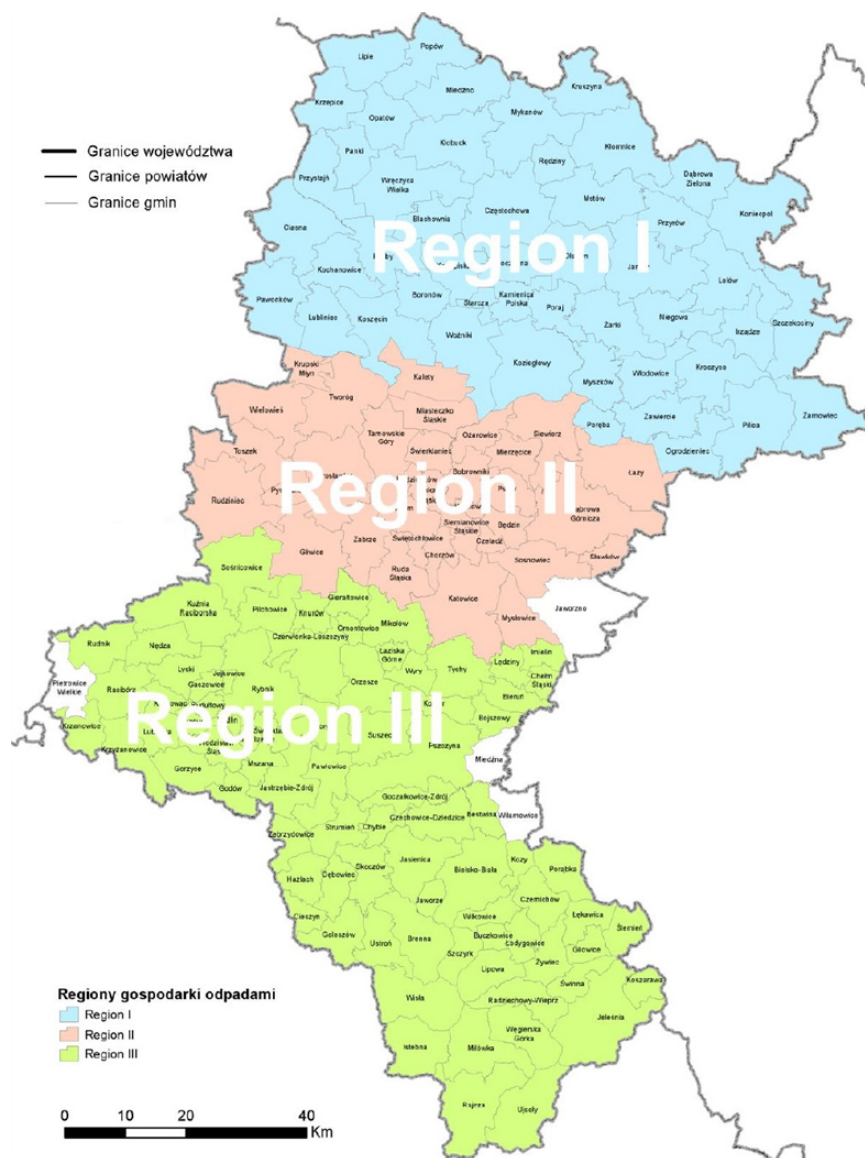 Granice województwa
Granice powiatów
Granice gmin
Lipie
Popów
Miedzno
Kruszyna
Krzepice
Opatów
Mykanów
Kłobuck
Kłomnice
Panki
Rędziny
Przystajń
Wręczyca
Wielka
Dąbrowa
Zielona
Mstów
Koniecpol
Częstochowa
Blachownia
Przyrów
Ciasna
Region I
Kochanowice
Lelów
Pawonków
Boronów
Starcza
Kamienica
Polska
Poraj
Lubliniec
Koszęcin
Niegowa
Żarki
Irządze
Szczekociny
Woźniki
Koziegłowy
Włodowice
Kroczyce
Myszków
Żarnowiec
Poręba
Zawiercie
Pilica
Ogrodzieniec
Krupski
Młyn
Kalety
Tworóg
Wielowieś
Miasteczko
Śląskie
Tarnowskie
Góry
Ożarowice
Siewierz
Toszek
Świerklaniec
Mierzęcice
Łazy
Bobrowniki
Rudziniec
Region II
Siemianowice
Śląskie
Będzin
Świętochłowice
Czeladź
Zabrze
Gliwice
Chorzów
Sosnowiec
Sławków
Ruda
Śląska
Katowice
Mysłowice
Jaworzno
Sośnicowice
Gierałtowice
Kuźnia
Raciborska
Pilchowice
Knurów
Ornontowice
Mikołów
Rudnik
Nędza
Czerwionka-Leszczyny
Łaziska
Górne
Wyry
Tychy
Lędziny
Imielin
Chełm
Śląski
Lyski
Gaszowice
Jejkowice
Pietrowice
Wielkie
Racibórz
Rybnik
Orzesze
Bieruń
Bojszowy
Region III
Krzanowice
Krzyżanowice
Suszec
Pszczyna
Mszana
Pawłowice
Miedźna
Gorzyce
Godów
Jastrzębie-Zdrój
Goczałkowice-Zdrój
Czechowice-Dziedzice
Bestwina
Wilamowice
Zebrzydowice
Strumień
Chybie
Hażlach
Dębowiec
Skoczów
Jasienica
Bielsko-Biała
Kozy
Porąbka
Jaworze
Czernichów
Cieszyn
Wilkowice
Łękawica
Goleszów
Ustroń
Brenna
Buczkowice
Łodygowice
Gilowice
Ślemień
Szczyrk
Żywiec
Lipowa
Świnna
Koszarawa
Wisła
Radziechowy-Wieprz
Jeleśnia
Węgierska
Górka
Istebna
Milówka
Rajcza
Ujsoły
Regiony gospodarki odpadami
Region I
Region II
Region III
0 10 20 40
Km